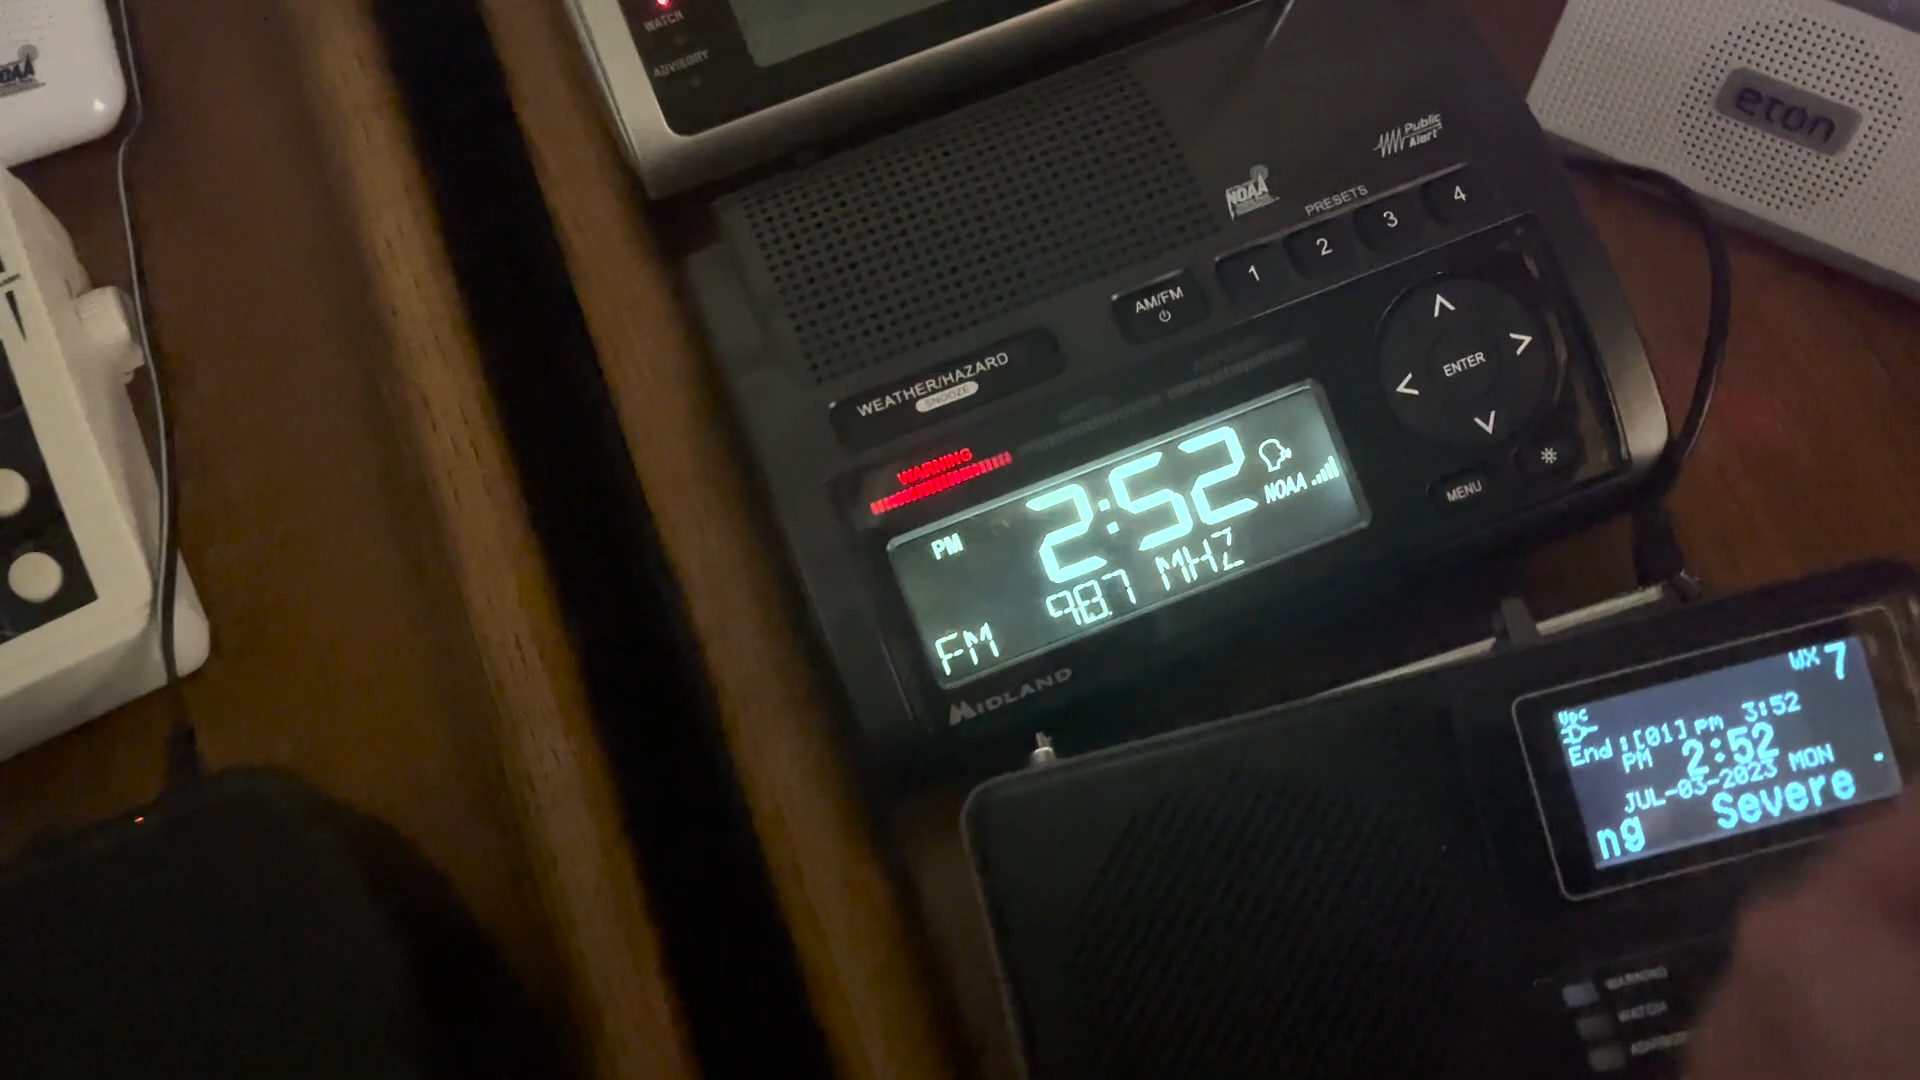 WATCH
ADVISORY
NOAA
eton
Public
Alert
NOAA
PRESETS
1 2 3 4
AM/FM
WEATHER/HAZARD
SNOOZE
ENTER
MENU
WARNING
PM 2:52
NOAA
98.7 MHZ
FM
MIDLAND
WX 7
End:[01] PM 3:52
PM 2:52
JUL-03-2023 MON
ng Severe
WARNING
WATCH